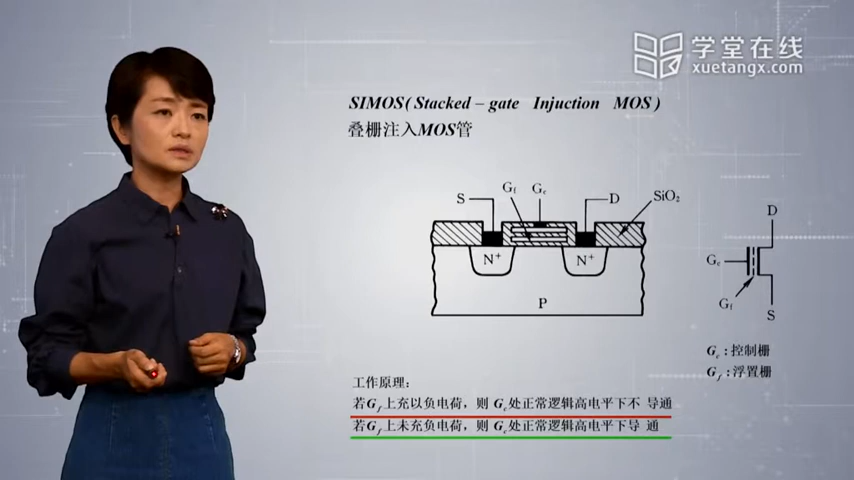 学堂在线
xuetangx.com
SIMOS(Stacked-gate Injuction MOS)
叠栅注入MOS管
S Gf Gc D SiO₂
N⁺ N⁺
P
D
Gc
Gf
S
Gc:控制栅
Gf:浮置栅
工作原理:
若Gf上充以负电荷,则 Gc处正常逻辑高电平下不 导通
若Gf上未充负电荷,则 Gc处正常逻辑高电平下导 通